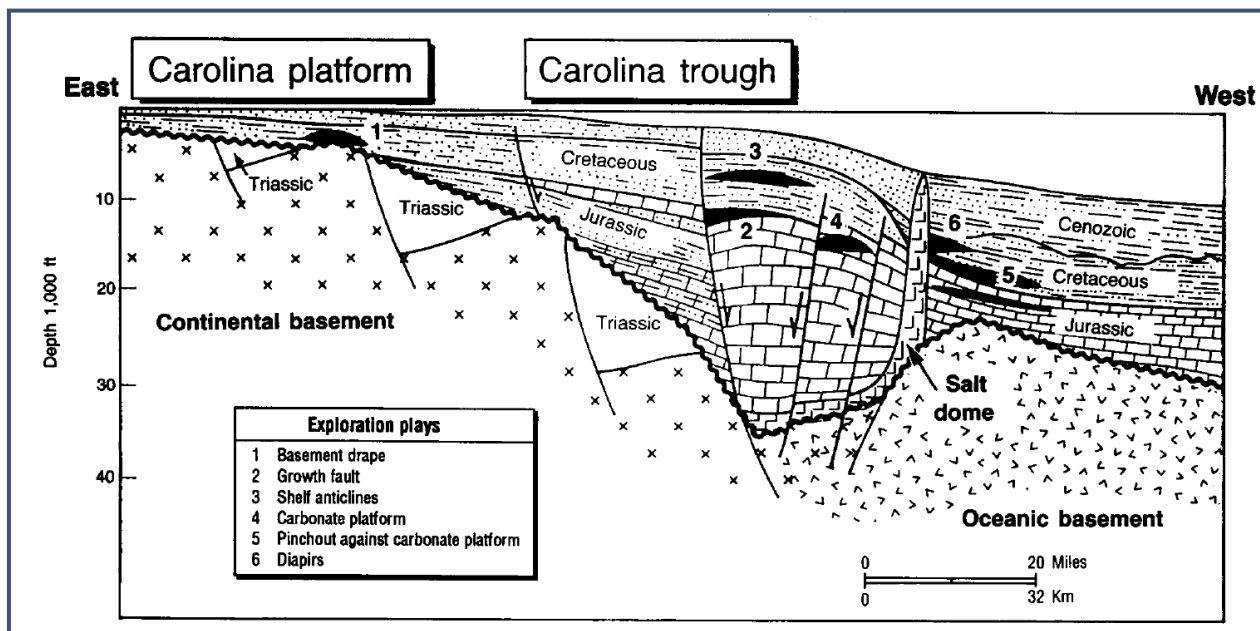 Carolina platform
Carolina trough
East
West
1
3
Cretaceous
Triassic
10
Triassic
Jurassic
2
4
6
Cenozoic
5
Cretaceous
Depth 1,000 ft
20
Continental basement
Triassic
Jurassic
30
Salt
dome
Exploration plays
1 Basement drape
2 Growth fault
3 Shelf anticlines
4 Carbonate platform
5 Pinchout against carbonate platform
6 Diapirs
40
Oceanic basement
0 20 Miles
0 32 Km